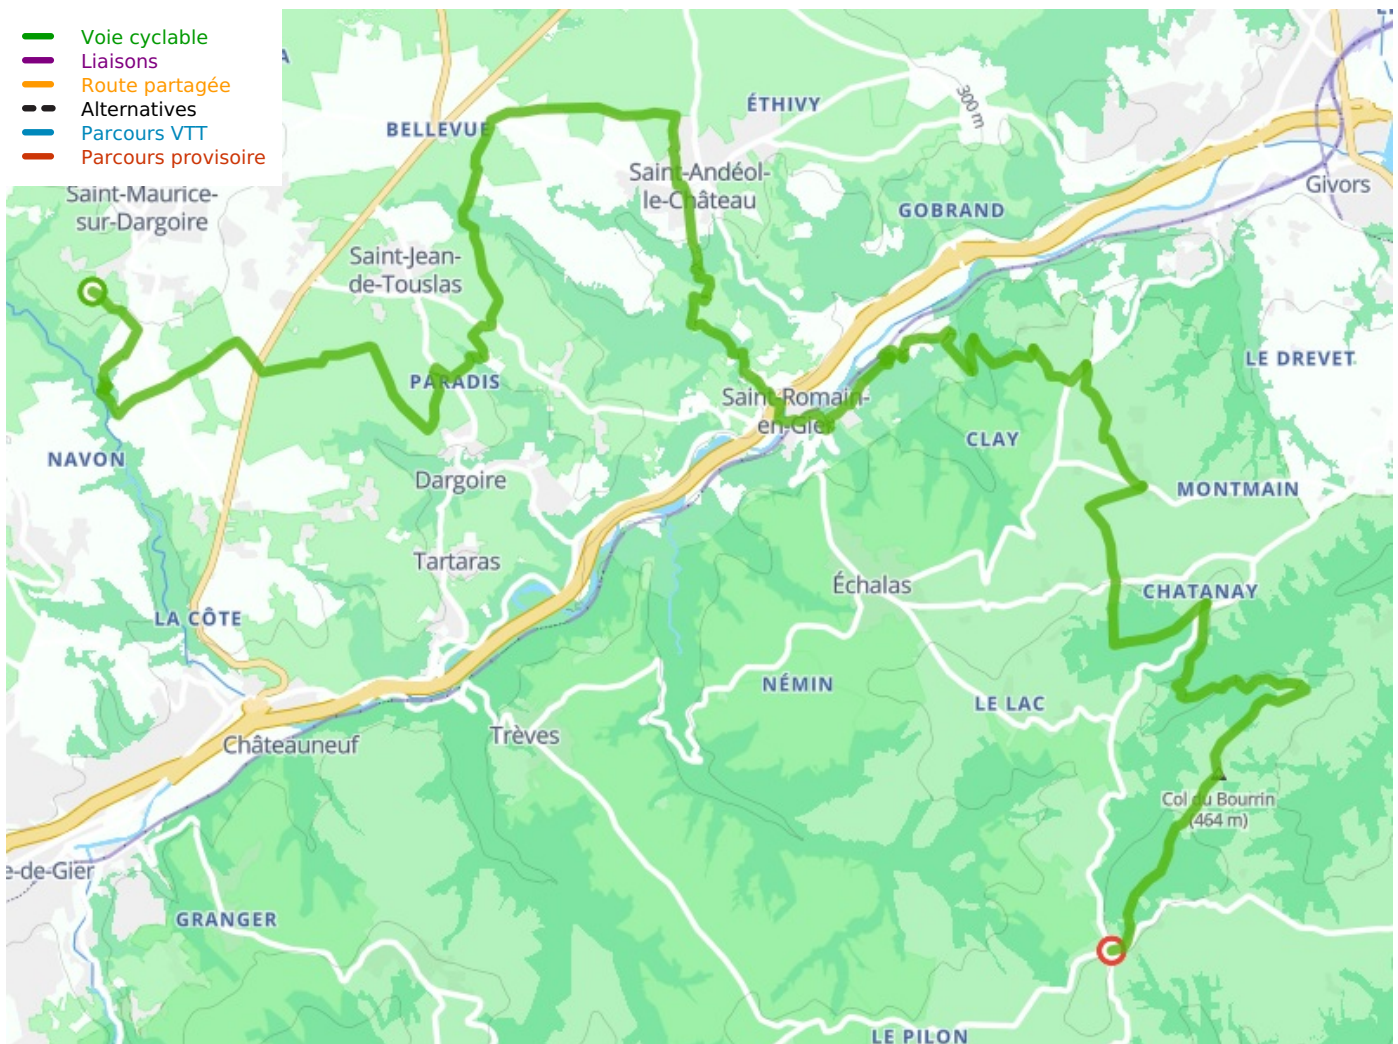 Voie cyclable
Liaisons
Route partagée
Alternatives
Parcours VTT
Parcours provisoire
A
BELLEVUE
ÉTHIVY
300 m
Saint-Maurice-
sur-Dargoire
Saint-Andéol-
le-Château
Givors
GOBRAND
Saint-Jean-
de-Touslas
LE DREVET
PARADIS
Saint-Romain-
en-Gier
CLAY
NAVON
Dargoire
MONTMAIN
Tartaras
Échalas
CHATANAY
LA CÔTE
NÉMIN
LE LAC
Trèves
Châteauneuf
Col du Bourrin
(464 m)
e-de-Gier
GRANGER
LE PILON